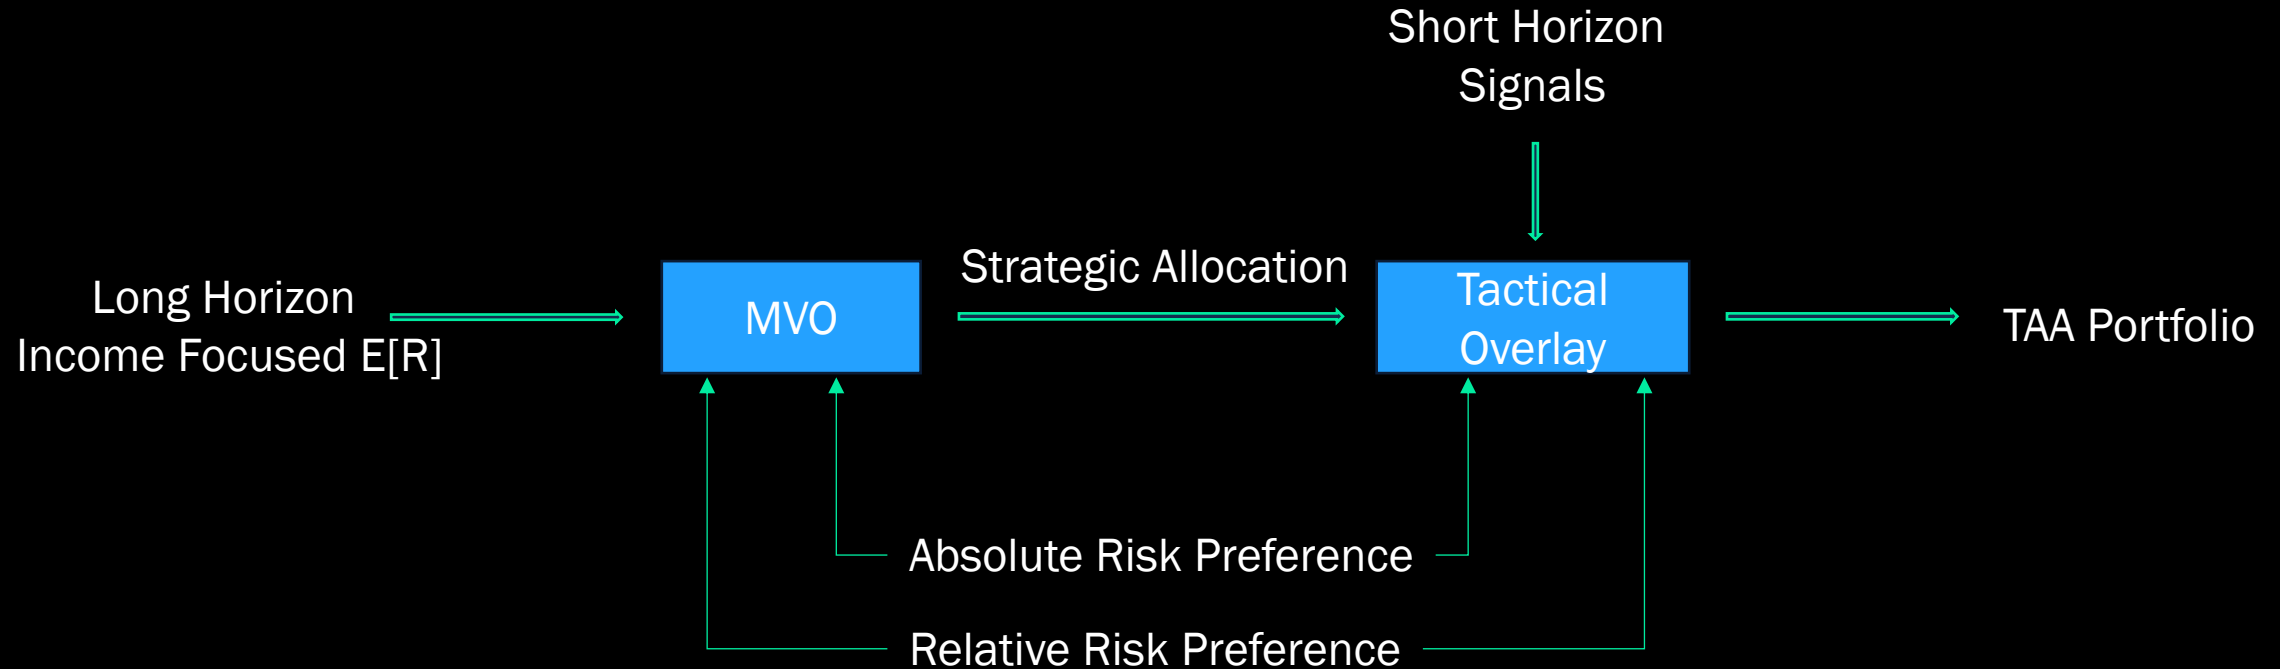 Short Horizon
Signals
Long Horizon
Income Focused E[R]
MVO
Strategic Allocation
Tactical
Overlay
TAA Portfolio
Absolute Risk Preference
Relative Risk Preference